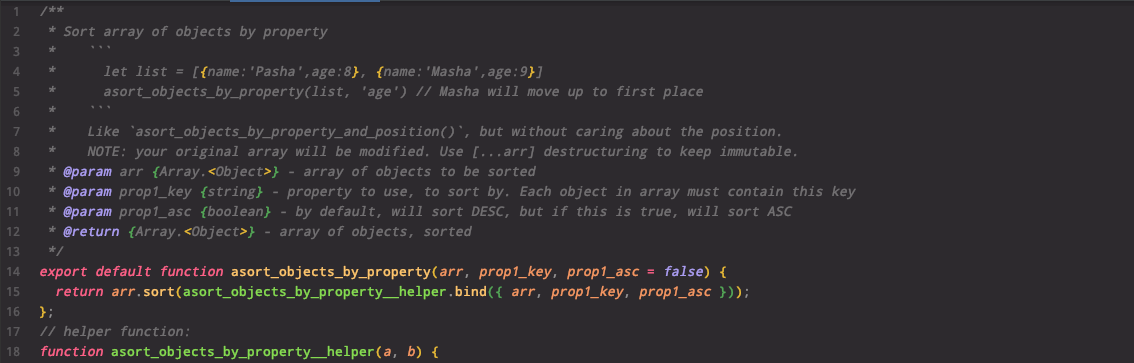 1 /**
2  * Sort array of objects by property
3  *    ```
4  *      let list = [{name:'Pasha',age:8}, {name:'Masha',age:9}]
5  *      asort_objects_by_property(list, 'age') // Masha will move up to first place
6  *    ```
7  *    Like `asort_objects_by_property_and_position()`, but without caring about the position.
8  *    NOTE: your original array will be modified. Use [...arr] destructuring to keep immutable.
9  * @param arr {Array.<Object>} - array of objects to be sorted
10  * @param prop1_key {string} - property to use, to sort by. Each object in array must contain this key
11  * @param prop1_asc {boolean} - by default, will sort DESC, but if this is true, will sort ASC
12  * @return {Array.<Object>} - array of objects, sorted
13  */
14 export default function asort_objects_by_property(arr, prop1_key, prop1_asc = false) {
15   return arr.sort(asort_objects_by_property__helper.bind({ arr, prop1_key, prop1_asc }));
16 };
17 // helper function:
18 function asort_objects_by_property__helper(a, b) {